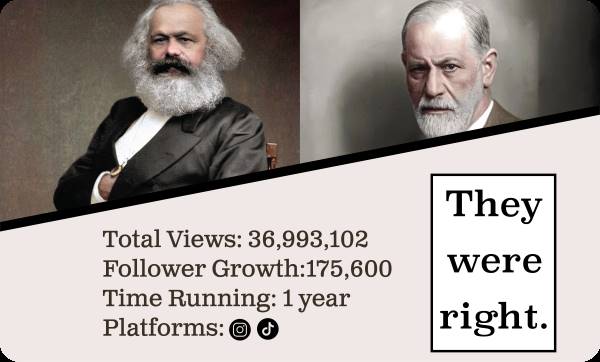 Total Views: 36,993,102
Follower Growth:175,600
Time Running: 1 year
Platforms:
They
were
right.